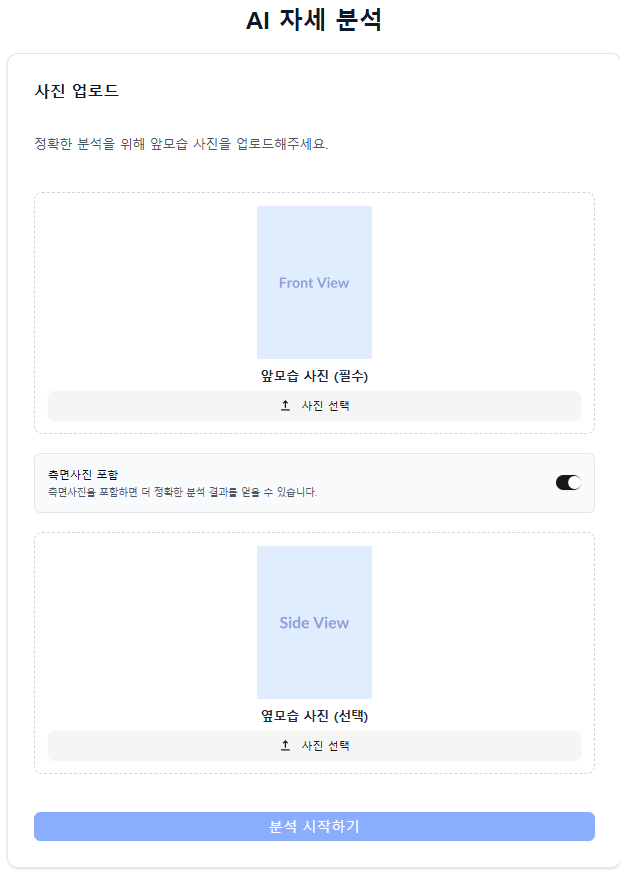 AI 자세 분석
사진 업로드
정확한 분석을 위해 앞모습 사진을 업로드해주세요.
Front View
앞모습 사진 (필수)
사진 선택
측면사진 포함
측면사진을 포함하면 더 정확한 분석 결과를 얻을 수 있습니다.
Side View
옆모습 사진 (선택)
사진 선택
분석 시작하기